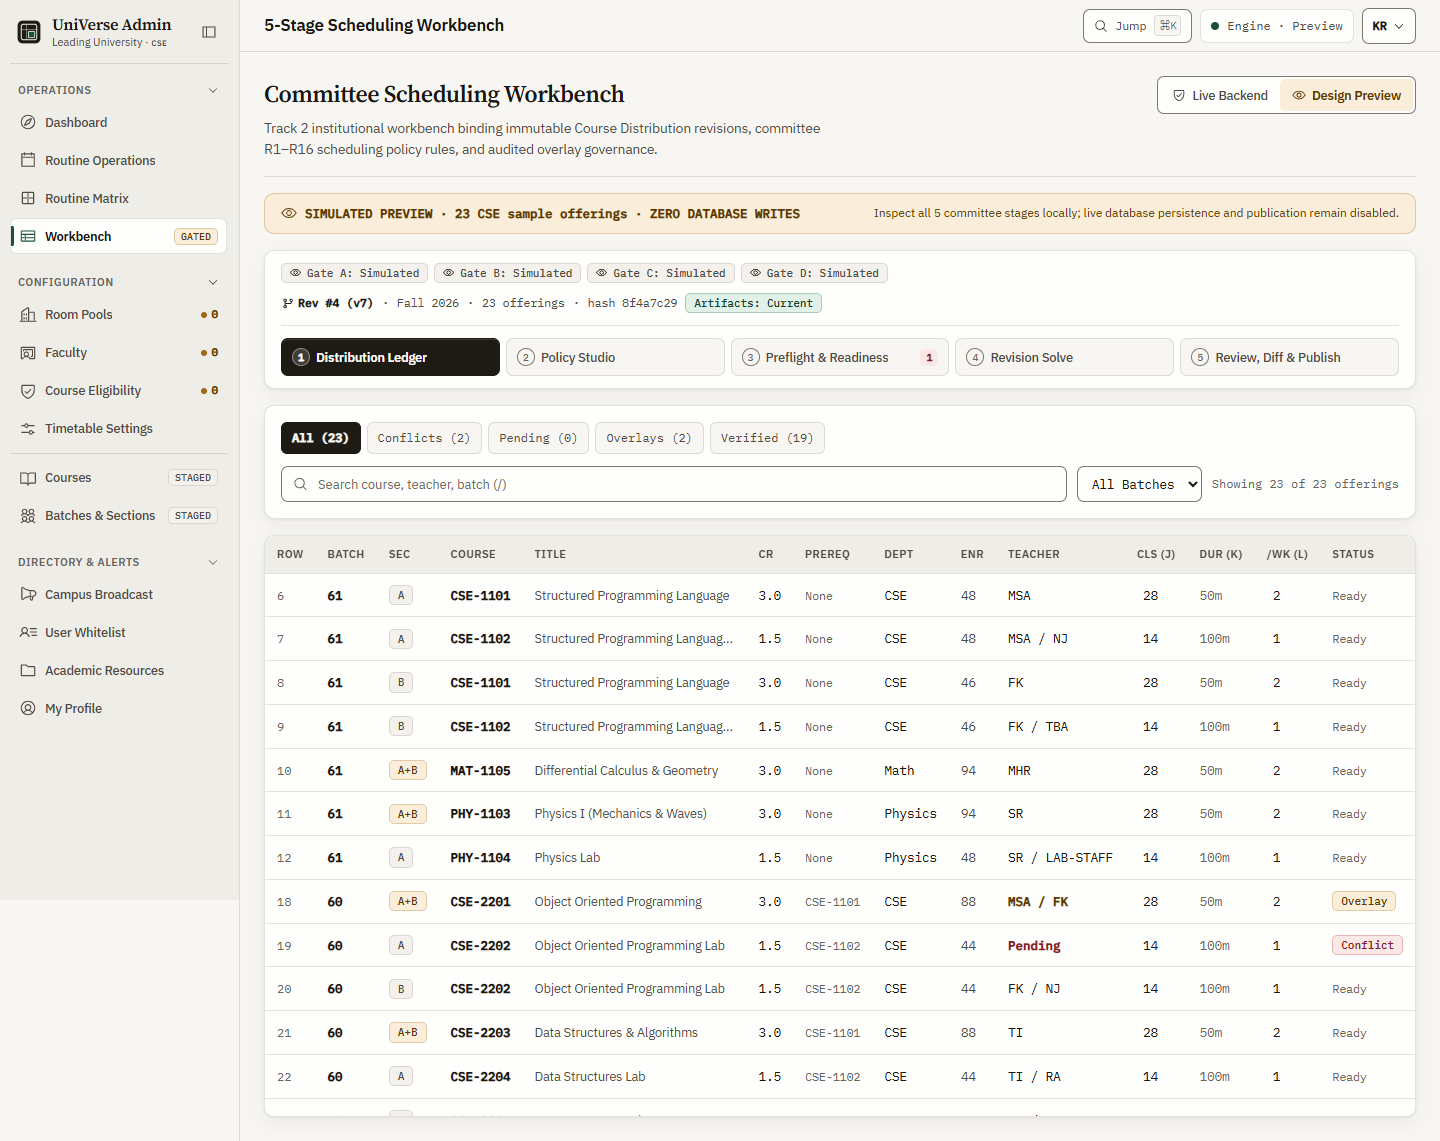 UniVerse Admin
Leading University · CSE
OPERATIONS
Dashboard
Routine Operations
Routine Matrix
Workbench GATED
CONFIGURATION
Room Pools 0
Faculty 0
Course Eligibility 0
Timetable Settings
Courses STAGED
Batches & Sections STAGED
DIRECTORY & ALERTS
Campus Broadcast
User Whitelist
Academic Resources
My Profile
5-Stage Scheduling Workbench
Jump ⌘K
Engine · Preview
KR
Committee Scheduling Workbench
Track 2 institutional workbench binding immutable Course Distribution revisions, committee
R1–R16 scheduling policy rules, and audited overlay governance.
Live Backend
Design Preview
SIMULATED PREVIEW · 23 CSE sample offerings · ZERO DATABASE WRITES
Inspect all 5 committee stages locally; live database persistence and publication remain disabled.
Gate A: Simulated Gate B: Simulated Gate C: Simulated Gate D: Simulated
Rev #4 (v7) · Fall 2026 · 23 offerings · hash 8f4a7c29 Artifacts: Current
1 Distribution Ledger
2 Policy Studio
3 Preflight & Readiness 1
4 Revision Solve
5 Review, Diff & Publish
All (23) Conflicts (2) Pending (0) Overlays (2) Verified (19)
Search course, teacher, batch (/)
All Batches
Showing 23 of 23 offerings
ROW BATCH SEC COURSE TITLE CR PREREQ DEPT ENR TEACHER CLS (J) DUR (K) /WK (L) STATUS
6 61 A CSE-1101 Structured Programming Language 3.0 None CSE 48 MSA 28 50m 2 Ready
7 61 A CSE-1102 Structured Programming Languag... 1.5 None CSE 48 MSA / NJ 14 100m 1 Ready
8 61 B CSE-1101 Structured Programming Language 3.0 None CSE 46 FK 28 50m 2 Ready
9 61 B CSE-1102 Structured Programming Languag... 1.5 None CSE 46 FK / TBA 14 100m 1 Ready
10 61 A+B MAT-1105 Differential Calculus & Geometry 3.0 None Math 94 MHR 28 50m 2 Ready
11 61 A+B PHY-1103 Physics I (Mechanics & Waves) 3.0 None Physics 94 SR 28 50m 2 Ready
12 61 A PHY-1104 Physics Lab 1.5 None Physics 48 SR / LAB-STAFF 14 100m 1 Ready
18 60 A+B CSE-2201 Object Oriented Programming 3.0 CSE-1101 CSE 88 MSA / FK 28 50m 2 Overlay
19 60 A CSE-2202 Object Oriented Programming Lab 1.5 CSE-1102 CSE 44 Pending 14 100m 1 Conflict
20 60 B CSE-2202 Object Oriented Programming Lab 1.5 CSE-1102 CSE 44 FK / NJ 14 100m 1 Ready
21 60 A+B CSE-2203 Data Structures & Algorithms 3.0 CSE-1101 CSE 88 TI 28 50m 2 Ready
22 60 A CSE-2204 Data Structures Lab 1.5 CSE-1102 CSE 44 TI / RA 14 100m 1 Ready